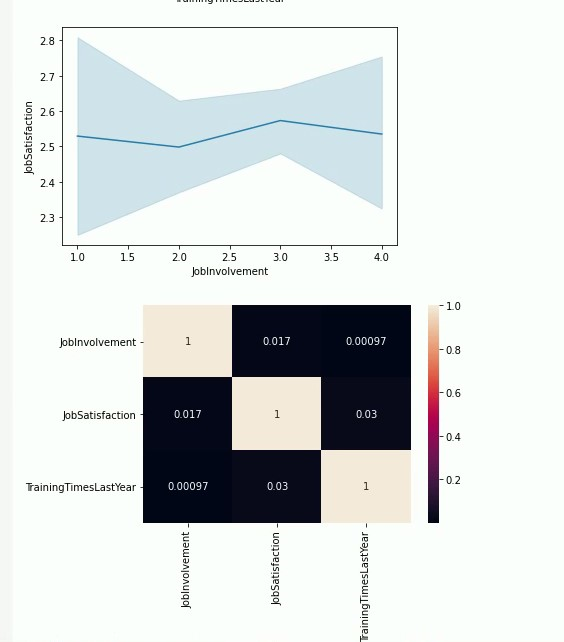 TrainingTimesLastYear
2.8
2.7
2.6
2.5
2.4
2.3
JobSatisfaction
1.0 1.5 2.0 2.5 3.0 3.5 4.0
JobInvolvement
JobInvolvement 1 0.017 0.00097
JobSatisfaction 0.017 1 0.03
TrainingTimesLastYear 0.00097 0.03 1
JobInvolvement JobSatisfaction TrainingTimesLastYear
1.0
0.8
0.6
0.4
0.2